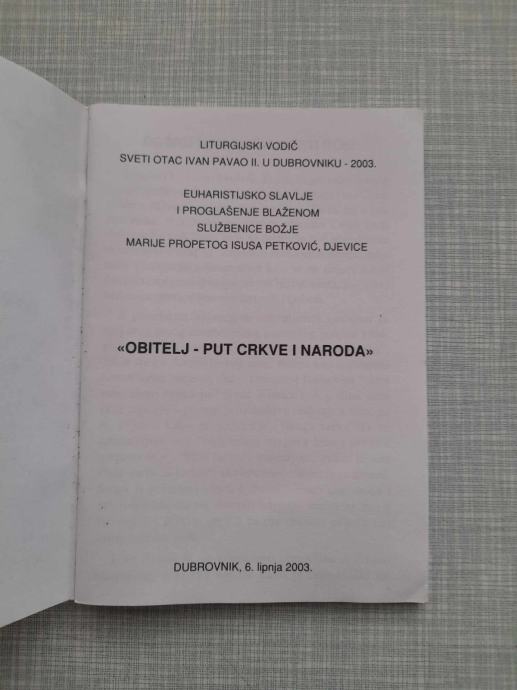 LITURGIJSKI VODIČ
SVETI OTAC IVAN PAVAO II. U DUBROVNIKU - 2003.
EUHARISTIJSKO SLAVLJE
I PROGLAŠENJE BLAŽENOM
SLUŽBENICE BOŽJE
MARIJE PROPETOG ISUSA PETKOVIĆ, DJEVICE
«OBITELJ - PUT CRKVE I NARODA»
DUBROVNIK, 6. lipnja 2003.